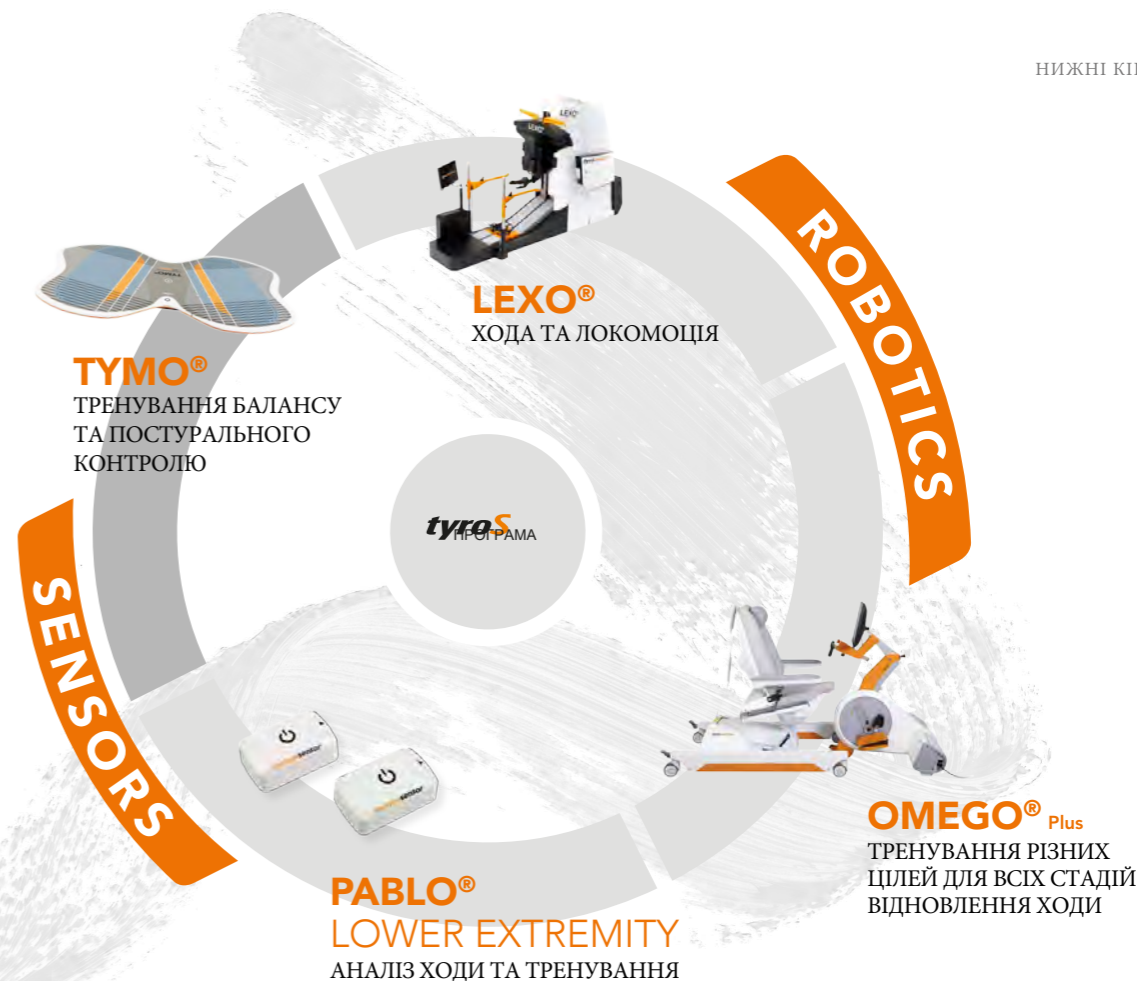 НИЖНІ КІ
LEXO®
ХОДА ТА ЛОКОМОЦІЯ
ROBOTICS
TYMO®
ТРЕНУВАННЯ БАЛАНСУ
ТА ПОСТУРАЛЬНОГО
КОНТРОЛЮ
tyroS
ПРОГРАМА
SENSORS
OMEGO® Plus
ТРЕНУВАННЯ РІЗНИХ
ЦІЛЕЙ ДЛЯ ВСІХ СТАДІЙ
ВІДНОВЛЕННЯ ХОДИ
PABLO®
LOWER EXTREMITY
АНАЛІЗ ХОДИ ТА ТРЕНУВАННЯ